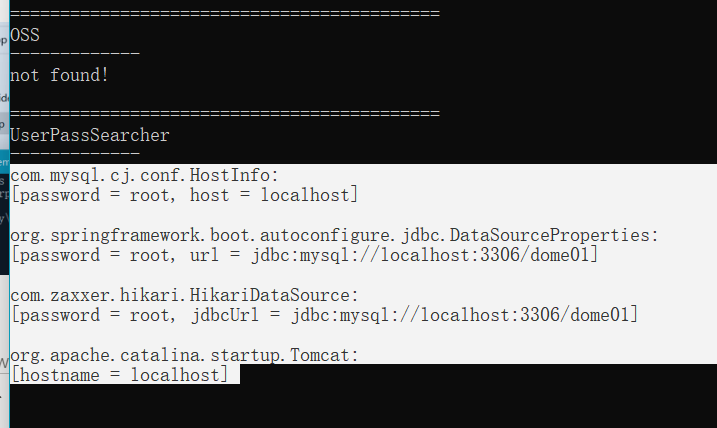 ===========================================
OSS
-------------
not found!
===========================================
UserPassSearcher
-------------
com.mysql.cj.conf.HostInfo:
[password = root, host = localhost]
org.springframework.boot.autoconfigure.jdbc.DataSourceProperties:
[password = root, url = jdbc:mysql://localhost:3306/dome01]
com.zaxxer.hikari.HikariDataSource:
[password = root, jdbcUrl = jdbc:mysql://localhost:3306/dome01]
org.apache.catalina.startup.Tomcat:
[hostname = localhost]